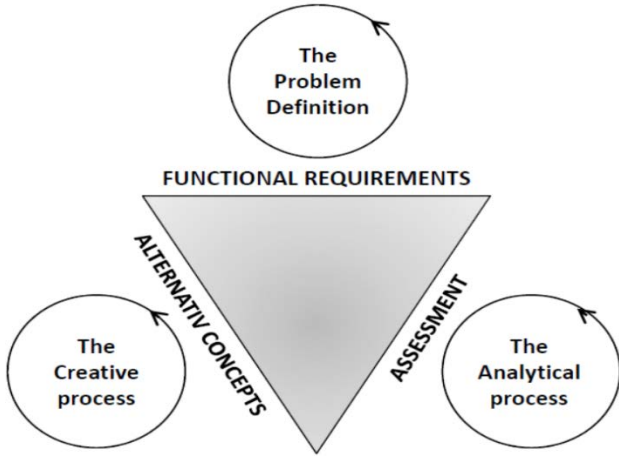 The
Problem
Definition
FUNCTIONAL REQUIREMENTS
ALTERNATIV CONCEPTS
ASSESSMENT
The
Creative
process
The
Analytical
process